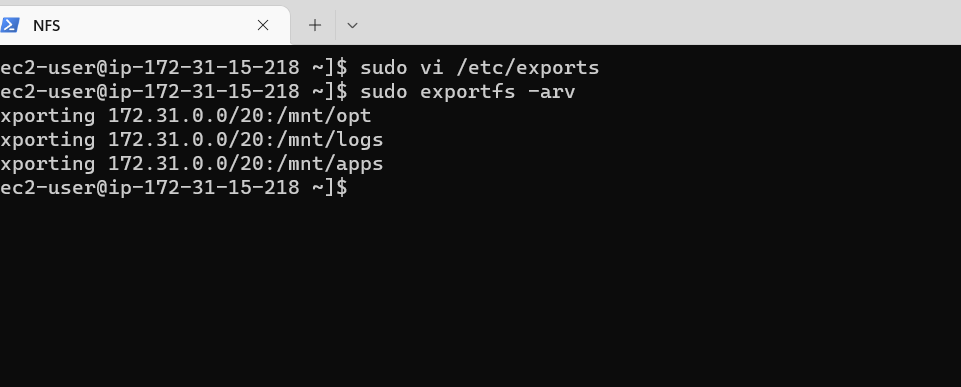 NFS
ec2-user@ip-172-31-15-218 ~]$ sudo vi /etc/exports
ec2-user@ip-172-31-15-218 ~]$ sudo exportfs -arv
xporting 172.31.0.0/20:/mnt/opt
xporting 172.31.0.0/20:/mnt/logs
xporting 172.31.0.0/20:/mnt/apps
ec2-user@ip-172-31-15-218 ~]$